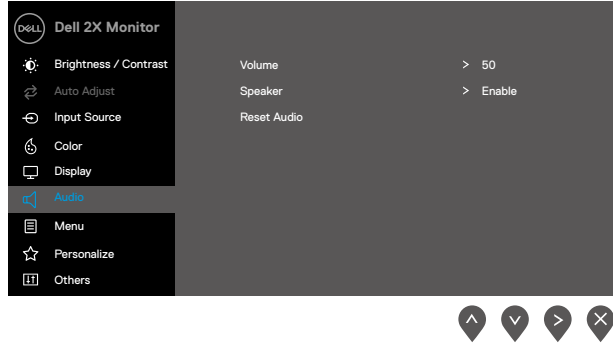 DELL Dell 2X Monitor
Brightness / Contrast
Auto Adjust
Input Source
Color
Display
Audio
Menu
Personalize
Others
Volume > 50
Speaker > Enable
Reset Audio